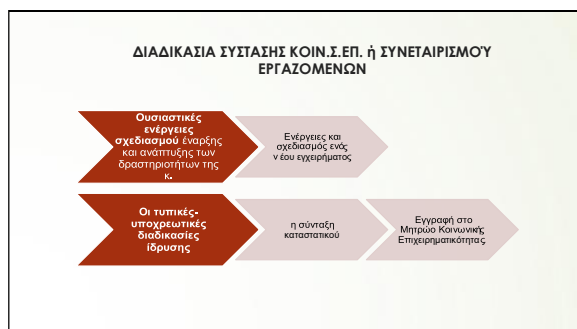 ΔΙΑΔΙΚΑΣΙΑ ΣΥΣΤΑΣΗΣ ΚΟΙΝ.Σ.ΕΠ. ή ΣΥΝΕΤΑΙΡΙΣΜΟΎ
ΕΡΓΑΖΟΜΕΝΩΝ
Ουσιαστικές
ενέργειες
σχεδιασμού έναρξης
και ανάπτυξης των
δραστηριοτήτων της
κ.
Ενέργειες και
σχεδιασμός ενός
ν έου εγχειρήματος
Οι τυπικές-
υποχρεωτικές
διαδικασίες
ίδρυσης
η σύνταξη
καταστατικού
Εγγραφή στο
Μητρώο Κοινωνικής
Επιχειρηματικότητας.